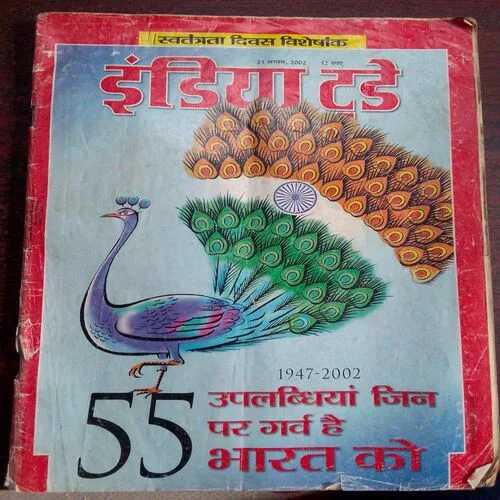 स्वतंत्रता दिवस विशेषांक
इंडिया टुडे
21 अगस्त, 2002 12 रुपए
1947-2002
55 उपलब्धियां जिन
पर गर्व है
भारत को